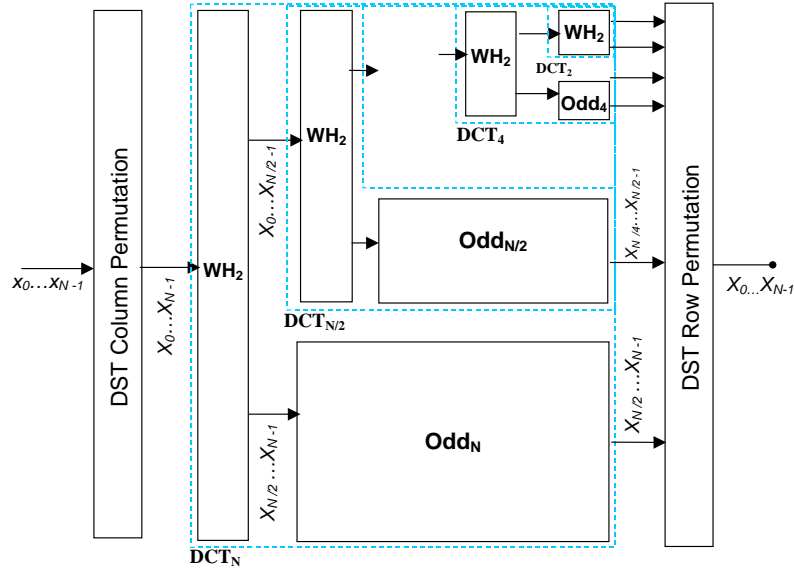 x0...xN-1
DST Column Permutation
X0...XN-1
WH2
DCTN
X0...XN/2-1
XN/2...XN-1
WH2
DCTN/2
WH2
DCT4
WH2
DCT2
Odd4
OddN/2
OddN
XN/4...XN/2-1
XN/2...XN-1
DST Row Permutation
X0...XN-1